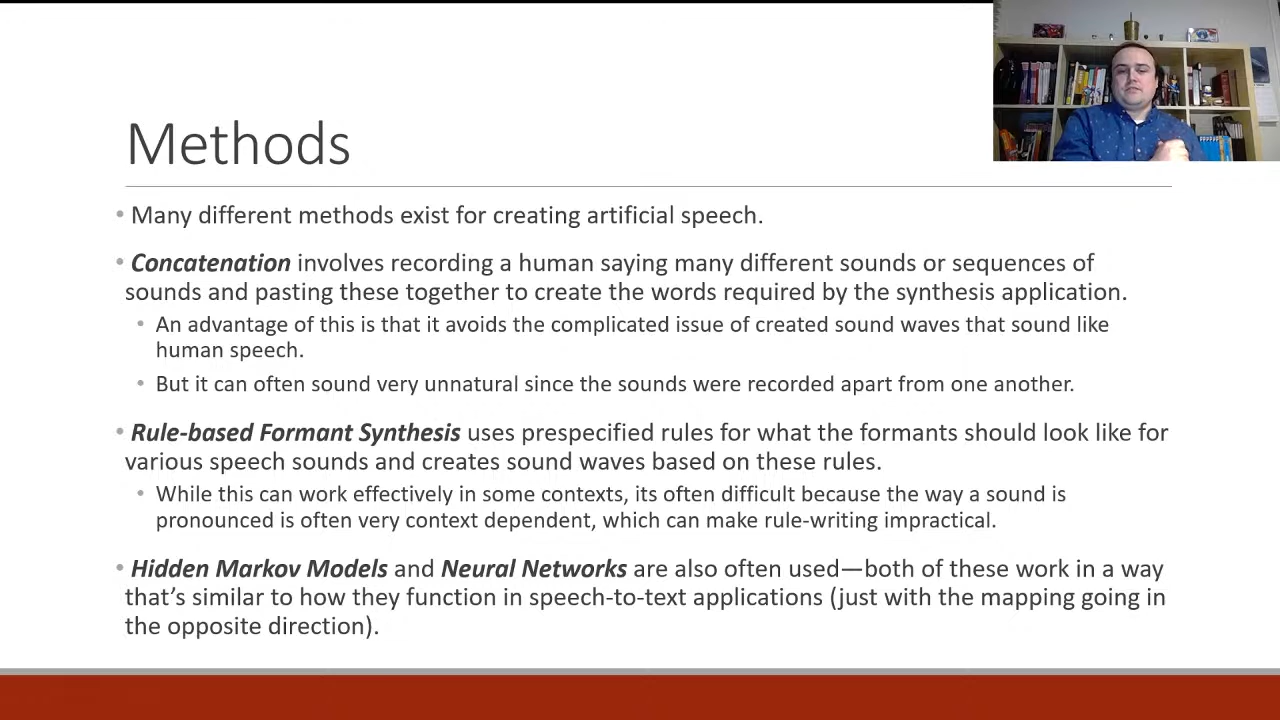 Methods
• Many different methods exist for creating artificial speech.
• Concatenation involves recording a human saying many different sounds or sequences of
sounds and pasting these together to create the words required by the synthesis application.
• An advantage of this is that it avoids the complicated issue of created sound waves that sound like
human speech.
• But it can often sound very unnatural since the sounds were recorded apart from one another.
• Rule-based Formant Synthesis uses prespecified rules for what the formants should look like for
various speech sounds and creates sound waves based on these rules.
• While this can work effectively in some contexts, its often difficult because the way a sound is
pronounced is often very context dependent, which can make rule-writing impractical.
• Hidden Markov Models and Neural Networks are also often used—both of these work in a way
that’s similar to how they function in speech-to-text applications (just with the mapping going in
the opposite direction).